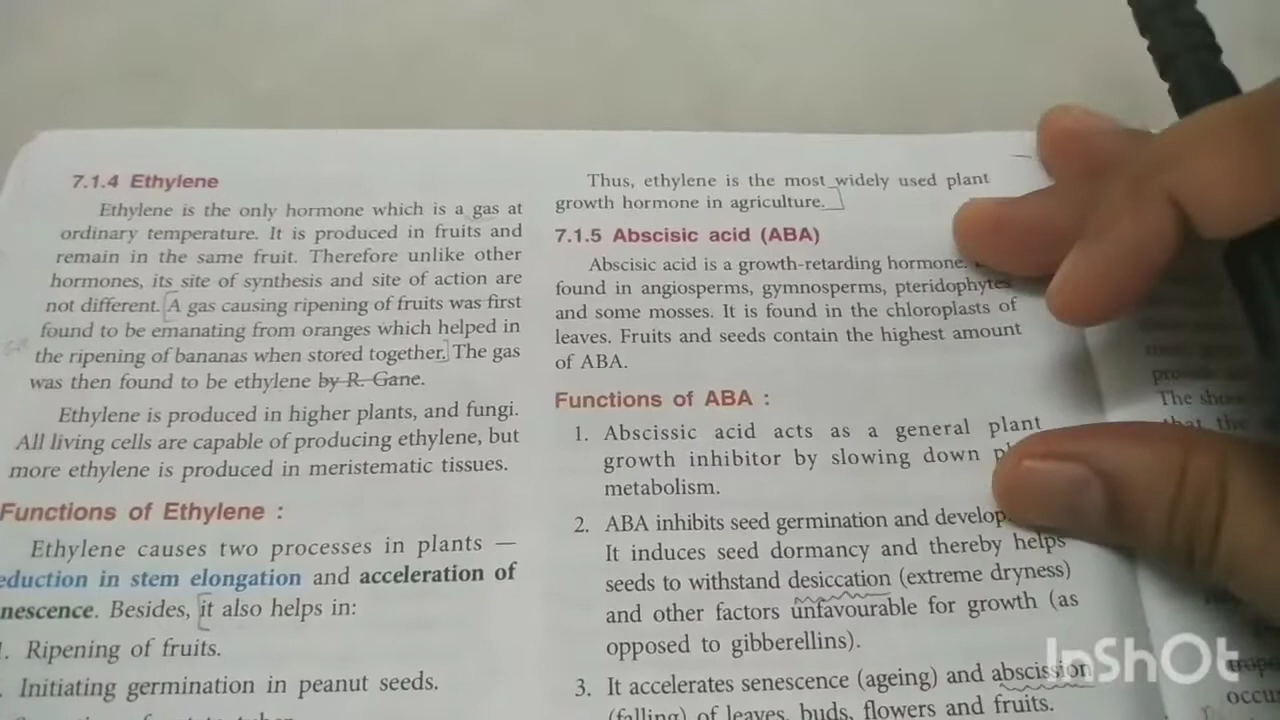 7.1.4 Ethylene
Ethylene is the only hormone which is a gas at
ordinary temperature. It is produced in fruits and
remain in the same fruit. Therefore unlike other
hormones, its site of synthesis and site of action are
not different. A gas causing ripening of fruits was first
found to be emanating from oranges which helped in
the ripening of bananas when stored together. The gas
was then found to be ethylene by R. Gane.
Ethylene is produced in higher plants, and fungi.
All living cells are capable of producing ethylene, but
more ethylene is produced in meristematic tissues.
Functions of Ethylene :
Ethylene causes two processes in plants —
eduction in stem elongation and acceleration of
nescence. Besides, it also helps in:
Ripening of fruits.
Initiating germination in peanut seeds.
Thus, ethylene is the most widely used plant
growth hormone in agriculture.
7.1.5 Abscisic acid (ABA)
Abscisic acid is a growth-retarding hormone.
found in angiosperms, gymnosperms, pteridophytes
and some mosses. It is found in the chloroplasts of
leaves. Fruits and seeds contain the highest amount
of ABA.
Functions of ABA :
1. Abscissic acid acts as a general plant
growth inhibitor by slowing down
metabolism.
2. ABA inhibits seed germination and develop
It induces seed dormancy and thereby helps
seeds to withstand desiccation (extreme dryness)
and other factors unfavourable for growth (as
opposed to gibberellins).
3. It accelerates senescence (ageing) and abscission
(falling) of leaves, buds, flowers and fruits.
The
that the
occu
InShOt